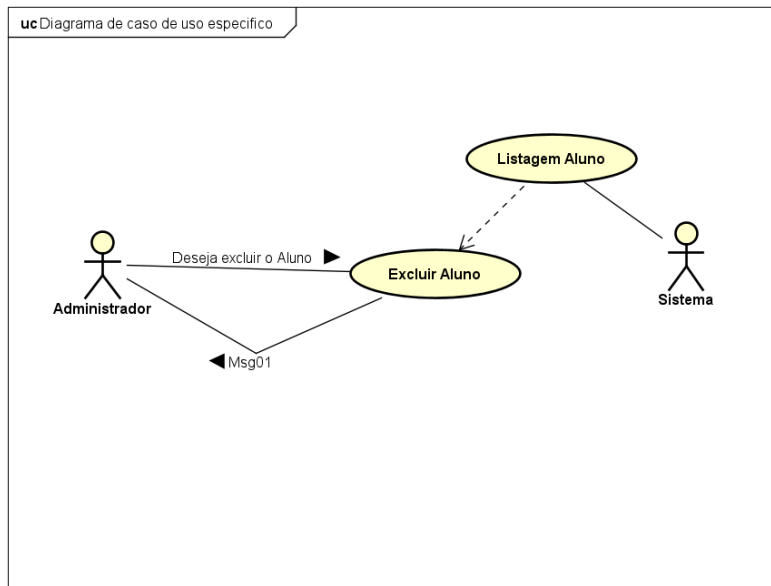 uc Diagrama de caso de uso especifico
Listagem Aluno
Deseja excluir o Aluno
Excluir Aluno
Administrador
Sistema
Msg01